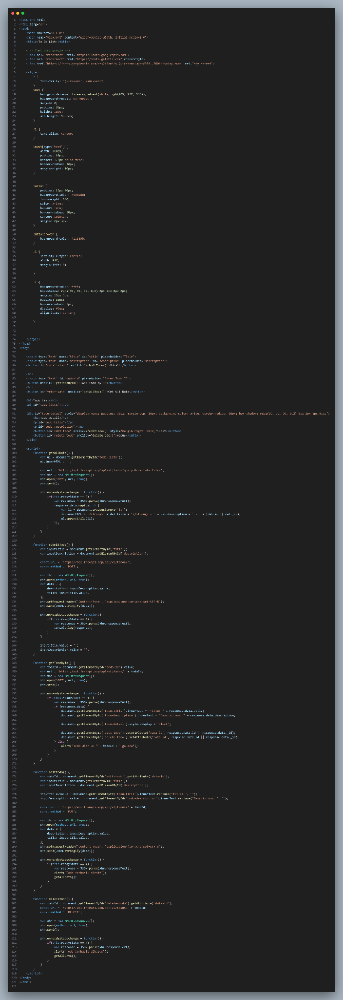 <!DOCTYPE html>
<html lang="en">
<head>
<meta charset="UTF-8">
<meta name="viewport" content="width=device-width, initial-scale=1.0">
<title>To Do List</title>
<!-- font dari google -->
<link rel="preconnect" href="https://fonts.googleapis.com">
<link rel="preconnect" href="https://fonts.gstatic.com" crossorigin>
<link href="https://fonts.googleapis.com/css2?family=Quicksand:wght@300..700&display=swap" rel="stylesheet">
<style>
* {
font-family: 'Quicksand', sans-serif;
}
body {
background-image: linear-gradient(white, rgb(205, 237, 255));
background-repeat: no-repeat ;
margin: 0;
padding: 20px;
height: auto;
min-height: 15.7cm;
}
h1 {
text-align: center;
}
input[type="text"] {
width: 300px;
padding: 10px;
border: 1.5px solid #ccc;
border-radius: 20px;
margin-right: 10px;
}
button {
padding: 13px 20px;
background-color:
font-weight: 600;
color: white;
border: none;
border-radius: 20px;
cursor: pointer;
margin: 0px 5px;
}
button:hover {
background-color:
}
ul {
list-style-type: circle;
width: 94%;
margin-left: 0;
}
li {
background-color: #fff;
box-shadow: rgba(99, 99, 99, 0.2) 0px 2px 8px 0px;
margin: 15px 5px;
padding: 10px;
border-radius: 5px;
display: flex;
align-items: center;
}
</style>
</head>
<body>
<input type="text" name="title" id="title" placeholder="Title">
<input type="text" name="description" id="description" placeholder="Description">
<button id="submit-todo" onclick="submitTodo()">Submit</button>
<hr>
<input type="text" id="todo-id" placeholder="Enter Todo ID">
<button onclick="getTodoById()">Get Todo by ID</button>
<hr>
<button id="fetch-data" onclick="getAllData()">Get All Data</button>
<h1>Todo List</h1>
<ul id="todo-lists"></ul>
<div id="todo-detail" style="display:none; padding: 30px; margin-top: 10px; background-color: white; border-radius: 10px; box-shadow: rgba(99, 99, 99, 0.2) 0px 2px 8px 0px;">
<h2>Todo Detail</h2>
<p id="todo-title"></p>
<p id="todo-description"></p>
<button id="edit-todo" onclick="editTodo()" style="margin-right: 10px;">Edit</button>
<button id="delete-todo" onclick="deleteTodo()">Hapus</button>
</div>
<script>
function getAllData() {
var ul = document.getElementById('todo-lists');
ul.innerHTML = '';
var url = 'https://api.freeapi.app/api/v1/todos?query=&complete=false';
var xhr = new XMLHttpRequest();
xhr.open('GET', url, true);
xhr.send();
xhr.onreadystatechange = function() {
if(this.readyState == 4) {
var response = JSON.parse(xhr.responseText);
response.data.map(dat => {
var li = document.createElement('li');
li.innerHTML = '<strong>' + dat.title + '</strong> - ' + dat.description + ' - ' + (dat.id || dat._id);
ul.appendChild(li);
});
}
}
}
function submitTodo() {
var inputTitle = document.getElementById('title');
var inputDescription = document.getElementById('description');
const url = 'https://api.freeapi.app/api/v1/todos/';
const method = 'POST';
var xhr = new XMLHttpRequest();
xhr.open(method, url, true);
var data = {
description: inputDescription.value,
title: inputTitle.value,
};
xhr.setRequestHeader('Content-Type', 'application/json;charset=UTF-8');
xhr.send(JSON.stringify(data));
xhr.onreadystatechange = function() {
if(this.readyState == 4) {
var response = JSON.parse(xhr.responseText);
console.log(response);
}
}
inputTitle.value = '';
inputDescription.value = '';
}
function getTodoById() {
var todoId = document.getElementById('todo-id').value;
var url = 'https://api.freeapi.app/api/v1/todos/' + todoId;
var xhr = new XMLHttpRequest();
xhr.open('GET', url, true);
xhr.send();
xhr.onreadystatechange = function() {
if (this.readyState == 4) {
var response = JSON.parse(xhr.responseText);
if (response.data) {
document.getElementById('todo-title').innerText = "Title: " + response.data.title;
document.getElementById('todo-description').innerText = "Description: " + response.data.description;
document.getElementById('todo-detail').style.display = 'block';
document.getElementById('edit-todo').setAttribute('data-id', response.data.id || response.data._id);
document.getElementById('delete-todo').setAttribute('data-id', response.data.id || response.data._id);
} else {
alert("Todo with ID " + todoId + " ga ada");
}
}
}
}
function editTodo() {
var todoId = document.getElementById('edit-todo').getAttribute('data-id');
var inputTitle = document.getElementById('title');
var inputDescription = document.getElementById('description');
inputTitle.value = document.getElementById('todo-title').innerText.replace("Title: ", "");
inputDescription.value = document.getElementById('todo-description').innerText.replace("Description: ", "");
const url = 'https://api.freeapi.app/api/v1/todos/' + todoId;
const method = 'PUT';
var xhr = new XMLHttpRequest();
xhr.open(method, url, true);
var data = {
description: inputDescription.value,
title: inputTitle.value,
};
xhr.setRequestHeader('Content-Type', 'application/json;charset=UTF-8');
xhr.send(JSON.stringify(data));
xhr.onreadystatechange = function() {
if(this.readyState == 4) {
var response = JSON.parse(xhr.responseText);
alert("Todo berhasil diedit");
getAllData();
}
}
}
function deleteTodo() {
var todoId = document.getElementById('delete-todo').getAttribute('data-id');
const url = 'https://api.freeapi.app/api/v1/todos/' + todoId;
const method = 'DELETE';
var xhr = new XMLHttpRequest();
xhr.open(method, url, true);
xhr.send();
xhr.onreadystatechange = function() {
if(this.readyState == 4) {
var response = JSON.parse(xhr.responseText);
alert("Todo berhasil dihapus");
getAllData();
}
}
}
</script>
</body>
</html>